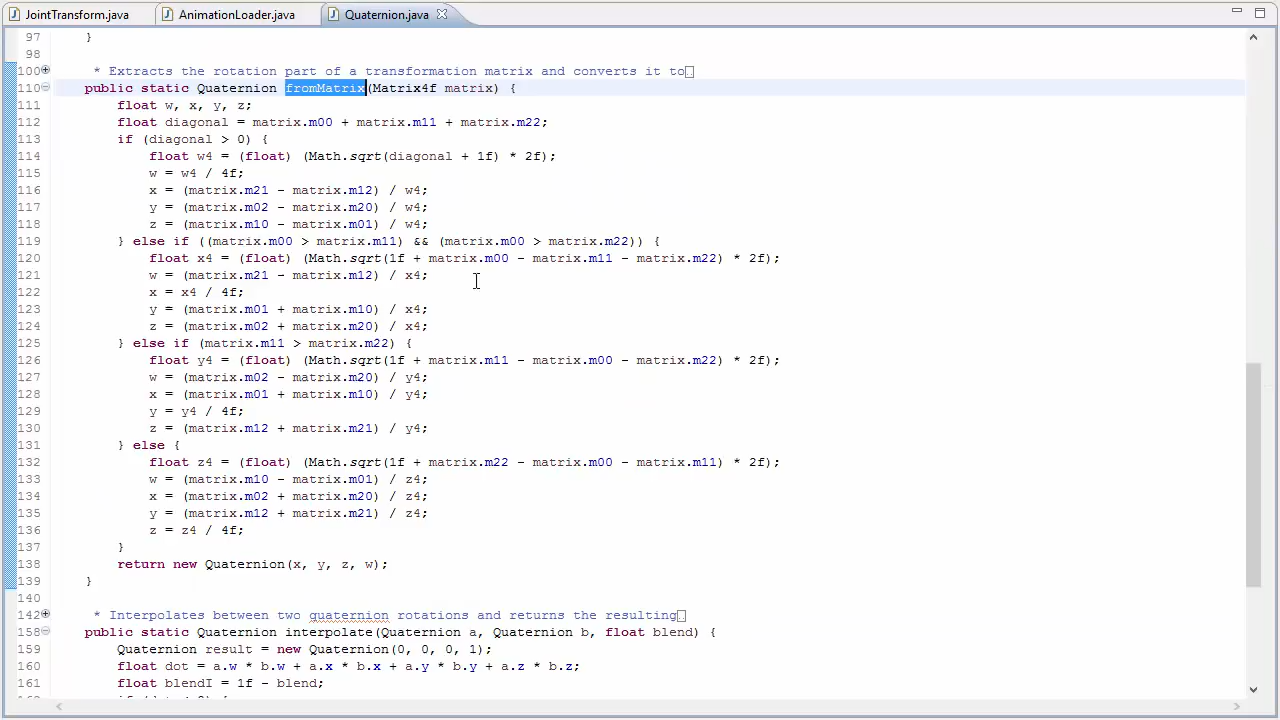 JointTransform.java AnimationLoader.java Quaternion.java
97 }
98
100 * Extracts the rotation part of a transformation matrix and converts it to
110 public static Quaternion fromMatrix(Matrix4f matrix) {
111 float w, x, y, z;
112 float diagonal = matrix.m00 + matrix.m11 + matrix.m22;
113 if (diagonal > 0) {
114 float w4 = (float) (Math.sqrt(diagonal + 1f) * 2f);
115 w = w4 / 4f;
116 x = (matrix.m21 - matrix.m12) / w4;
117 y = (matrix.m02 - matrix.m20) / w4;
118 z = (matrix.m10 - matrix.m01) / w4;
119 } else if ((matrix.m00 > matrix.m11) && (matrix.m00 > matrix.m22)) {
120 float x4 = (float) (Math.sqrt(1f + matrix.m00 - matrix.m11 - matrix.m22) * 2f);
121 w = (matrix.m21 - matrix.m12) / x4;
122 x = x4 / 4f;
123 y = (matrix.m01 + matrix.m10) / x4;
124 z = (matrix.m02 + matrix.m20) / x4;
125 } else if (matrix.m11 > matrix.m22) {
126 float y4 = (float) (Math.sqrt(1f + matrix.m11 - matrix.m00 - matrix.m22) * 2f);
127 w = (matrix.m02 - matrix.m20) / y4;
128 x = (matrix.m01 + matrix.m10) / y4;
129 y = y4 / 4f;
130 z = (matrix.m12 + matrix.m21) / y4;
131 } else {
132 float z4 = (float) (Math.sqrt(1f + matrix.m22 - matrix.m00 - matrix.m11) * 2f);
133 w = (matrix.m10 - matrix.m01) / z4;
134 x = (matrix.m02 + matrix.m20) / z4;
135 y = (matrix.m12 + matrix.m21) / z4;
136 z = z4 / 4f;
137 }
138 return new Quaternion(x, y, z, w);
139 }
140
142 * Interpolates between two quaternion rotations and returns the resulting
158 public static Quaternion interpolate(Quaternion a, Quaternion b, float blend) {
159 Quaternion result = new Quaternion(0, 0, 0, 1);
160 float dot = a.w * b.w + a.x * b.x + a.y * b.y + a.z * b.z;
161 float blendI = 1f - blend;